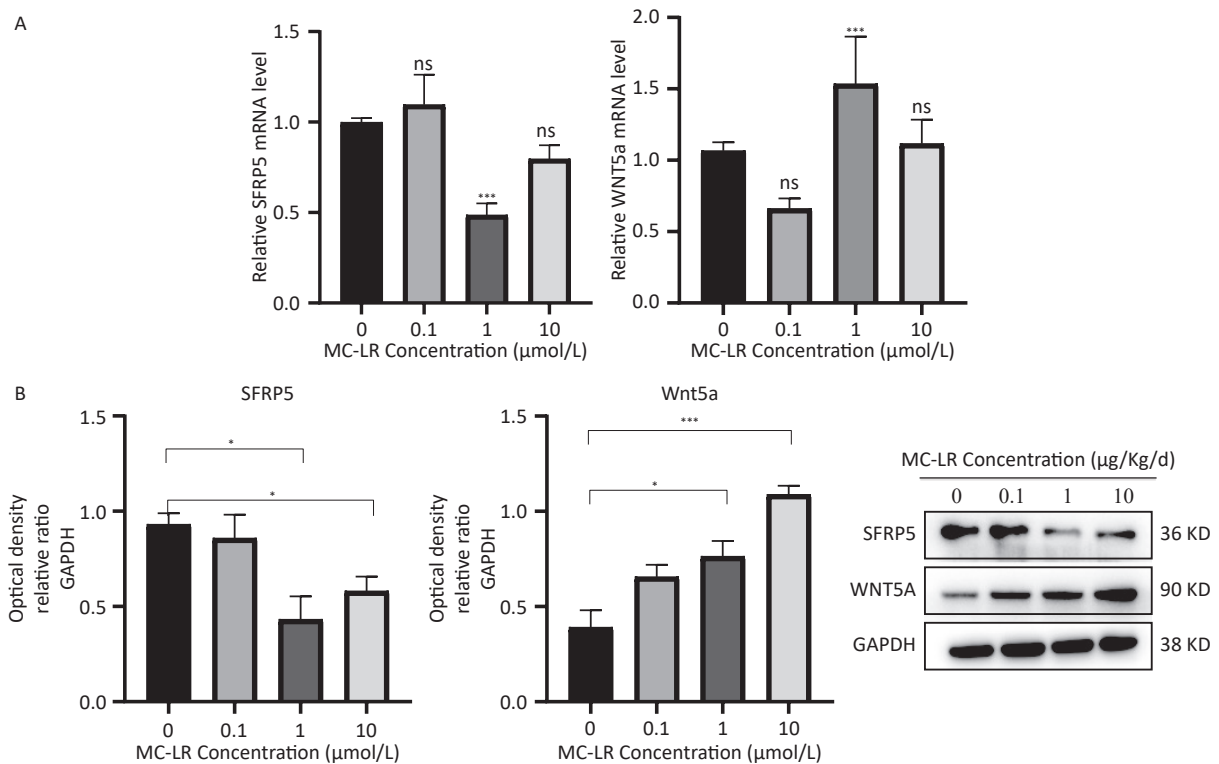 A
Relative SFRP5 mRNA level
1.5
1.0
0.5
0.0
ns
***
ns
0 0.1 1 10
MC-LR Concentration (μmol/L)
Relative WNT5a mRNA level
2.0
1.5
1.0
0.5
0.0
ns
***
ns
0 0.1 1 10
MC-LR Concentration (μmol/L)
B
SFRP5
Optical density
relative ratio
GAPDH
1.5
1.0
0.5
0.0
*
*
0 0.1 1 10
MC-LR Concentration (μmol/L)
Wnt5a
Optical density
relative ratio
GAPDH
1.5
1.0
0.5
0.0
***
*
0 0.1 1 10
MC-LR Concentration (μmol/L)
MC-LR Concentration (μg/Kg/d)
0 0.1 1 10
SFRP5 36 KD
WNT5A 90 KD
GAPDH 38 KD